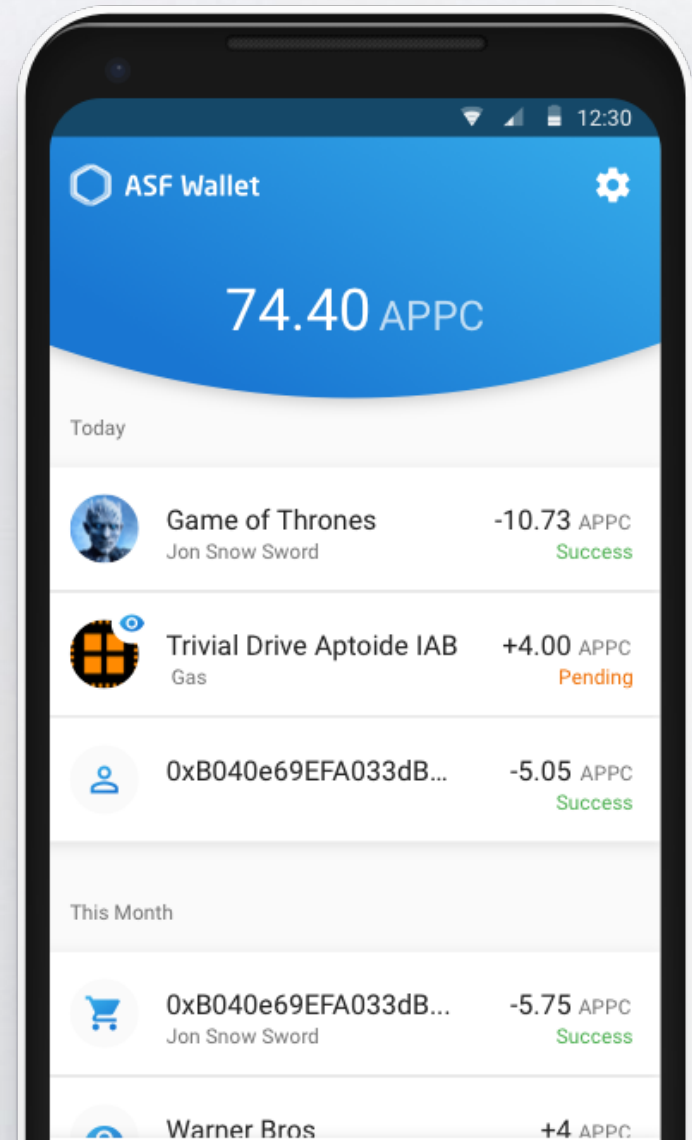 12:30
ASF Wallet
74.40 APPC
Today
Game of Thrones -10.73 APPC
Jon Snow Sword Success
Trivial Drive Aptoide IAB +4.00 APPC
Gas Pending
0xB040e69EFA033dB... -5.05 APPC
Success
This Month
0xB040e69EFA033dB... -5.75 APPC
Jon Snow Sword Success
Warner Bros +4 APPC